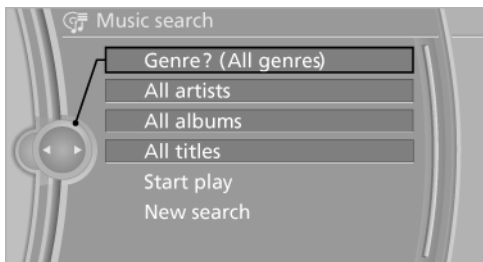 Music search
Genre? (All genres)
All artists
All albums
All titles
Start play
New search